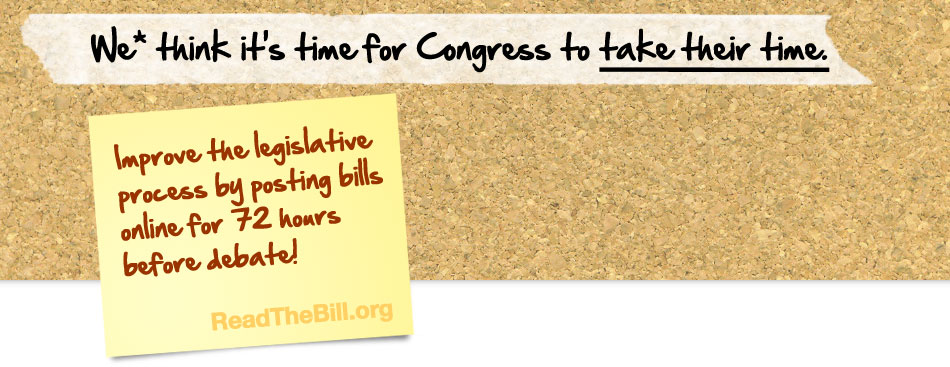 We* think it's time for Congress to take their time.
Improve the legislative
process by posting bills
online for 72 hours
before debate!
ReadTheBill.org